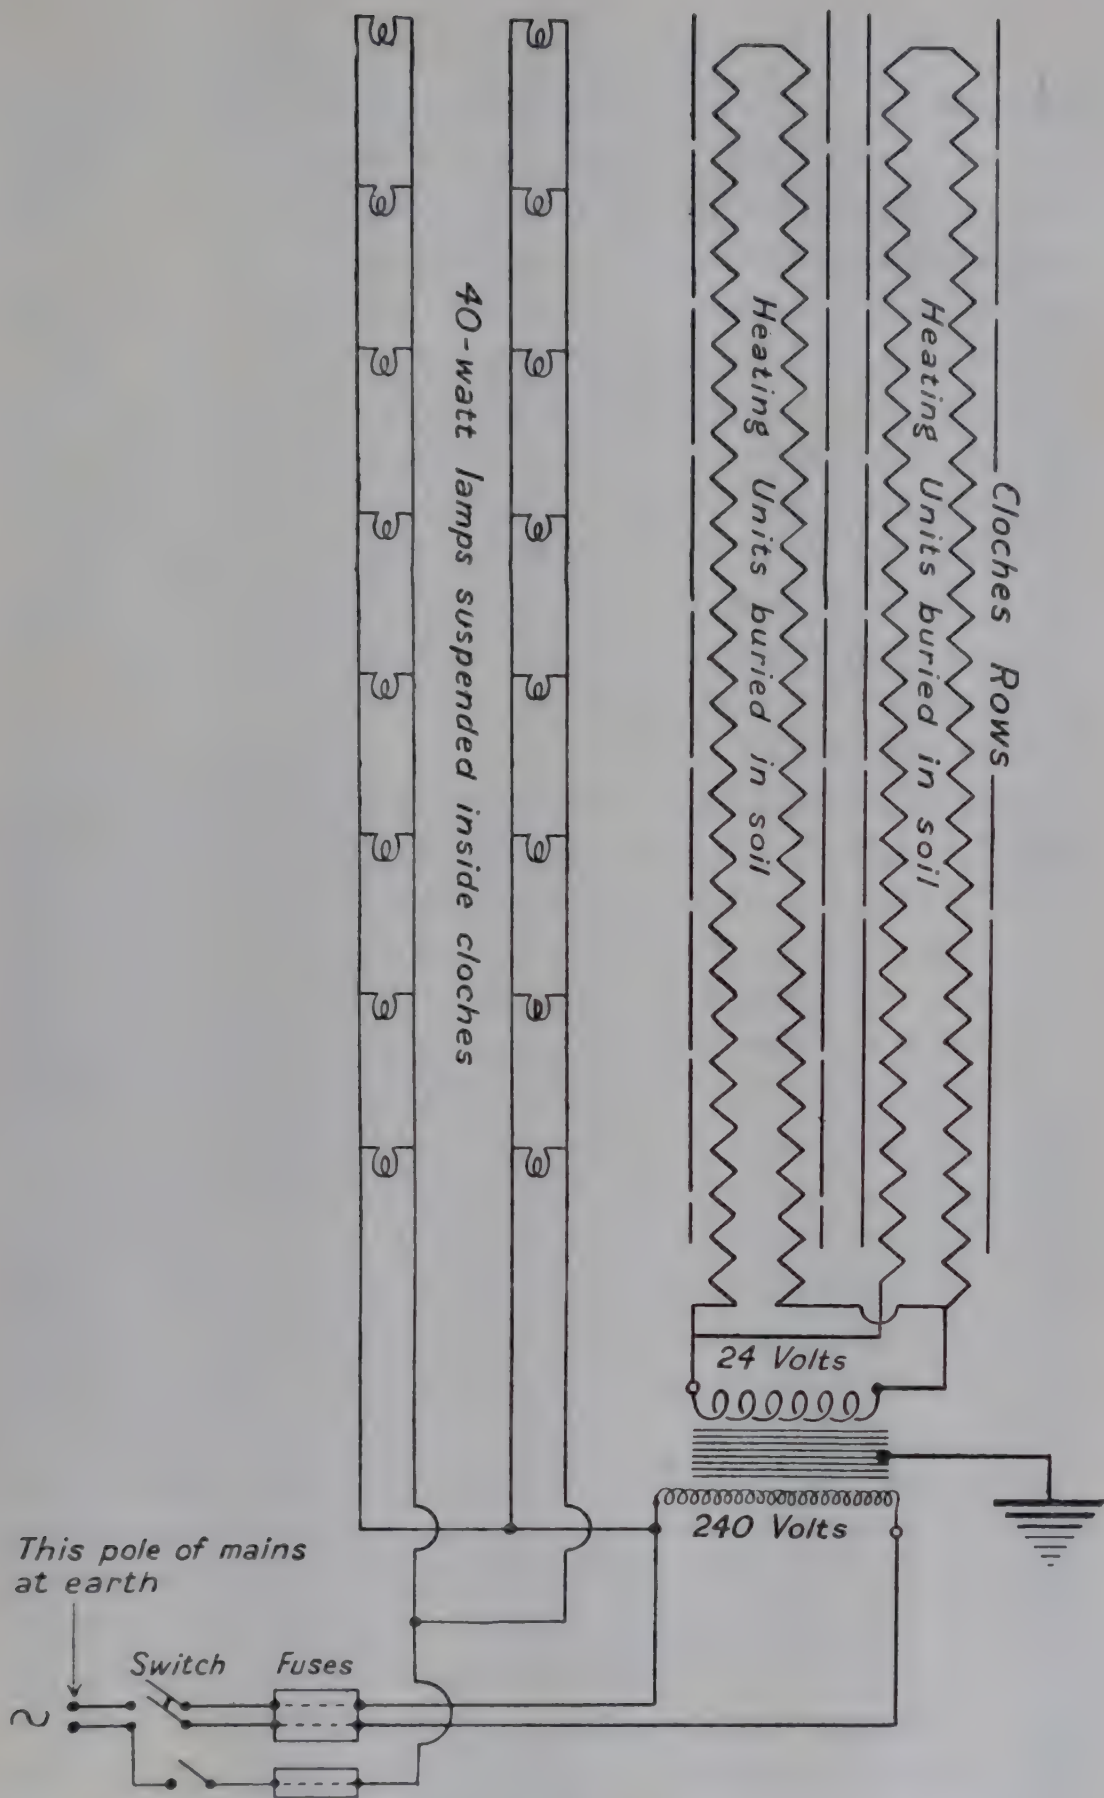 40-watt lamps suspended inside cloches
Heating Units buried in soil
Heating Units buried in soil
Cloches Rows
24 Volts
240 Volts
This pole of mains
at earth
Switch
Fuses